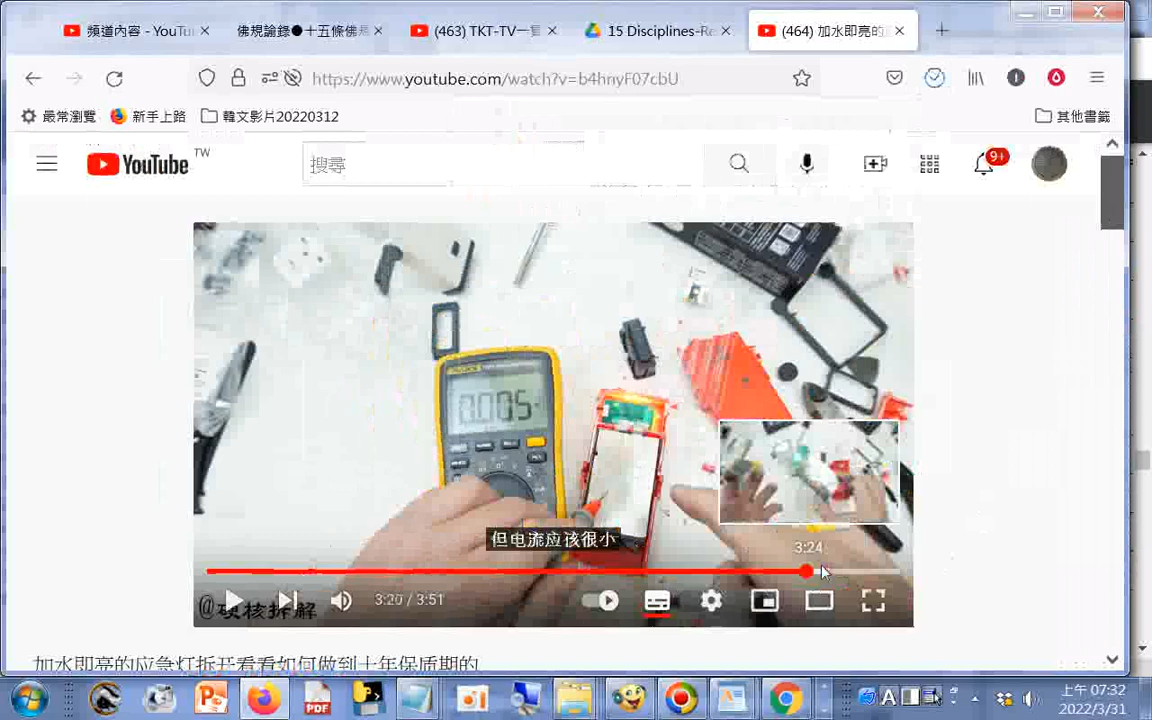 頻道內容 - YouTu
佛規諭錄●十五條佛規
(463) TKT-TV一貫
15 Disciplines-Re
(464) 加水即亮的应
https://www.youtube.com/watch?v=b4hnyF07cbU
最常瀏覽
新手上路
韓文影片20220312
其他書籤
YouTube TW
搜尋
9+
0.005
但电流应该很小
3:24
3:20 / 3:51
@硬核拆解
加水即亮的应急灯拆开看看如何做到十年保质期的
PDF
A
上午 07:32
2022/3/31